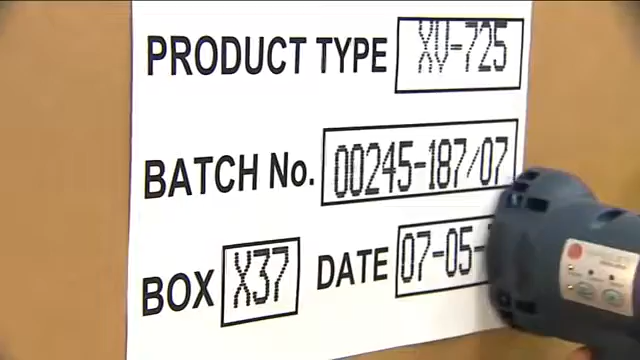 PRODUCT TYPE XV-725
BATCH No. 00245-187/07
BOX X37 DATE 07-05-